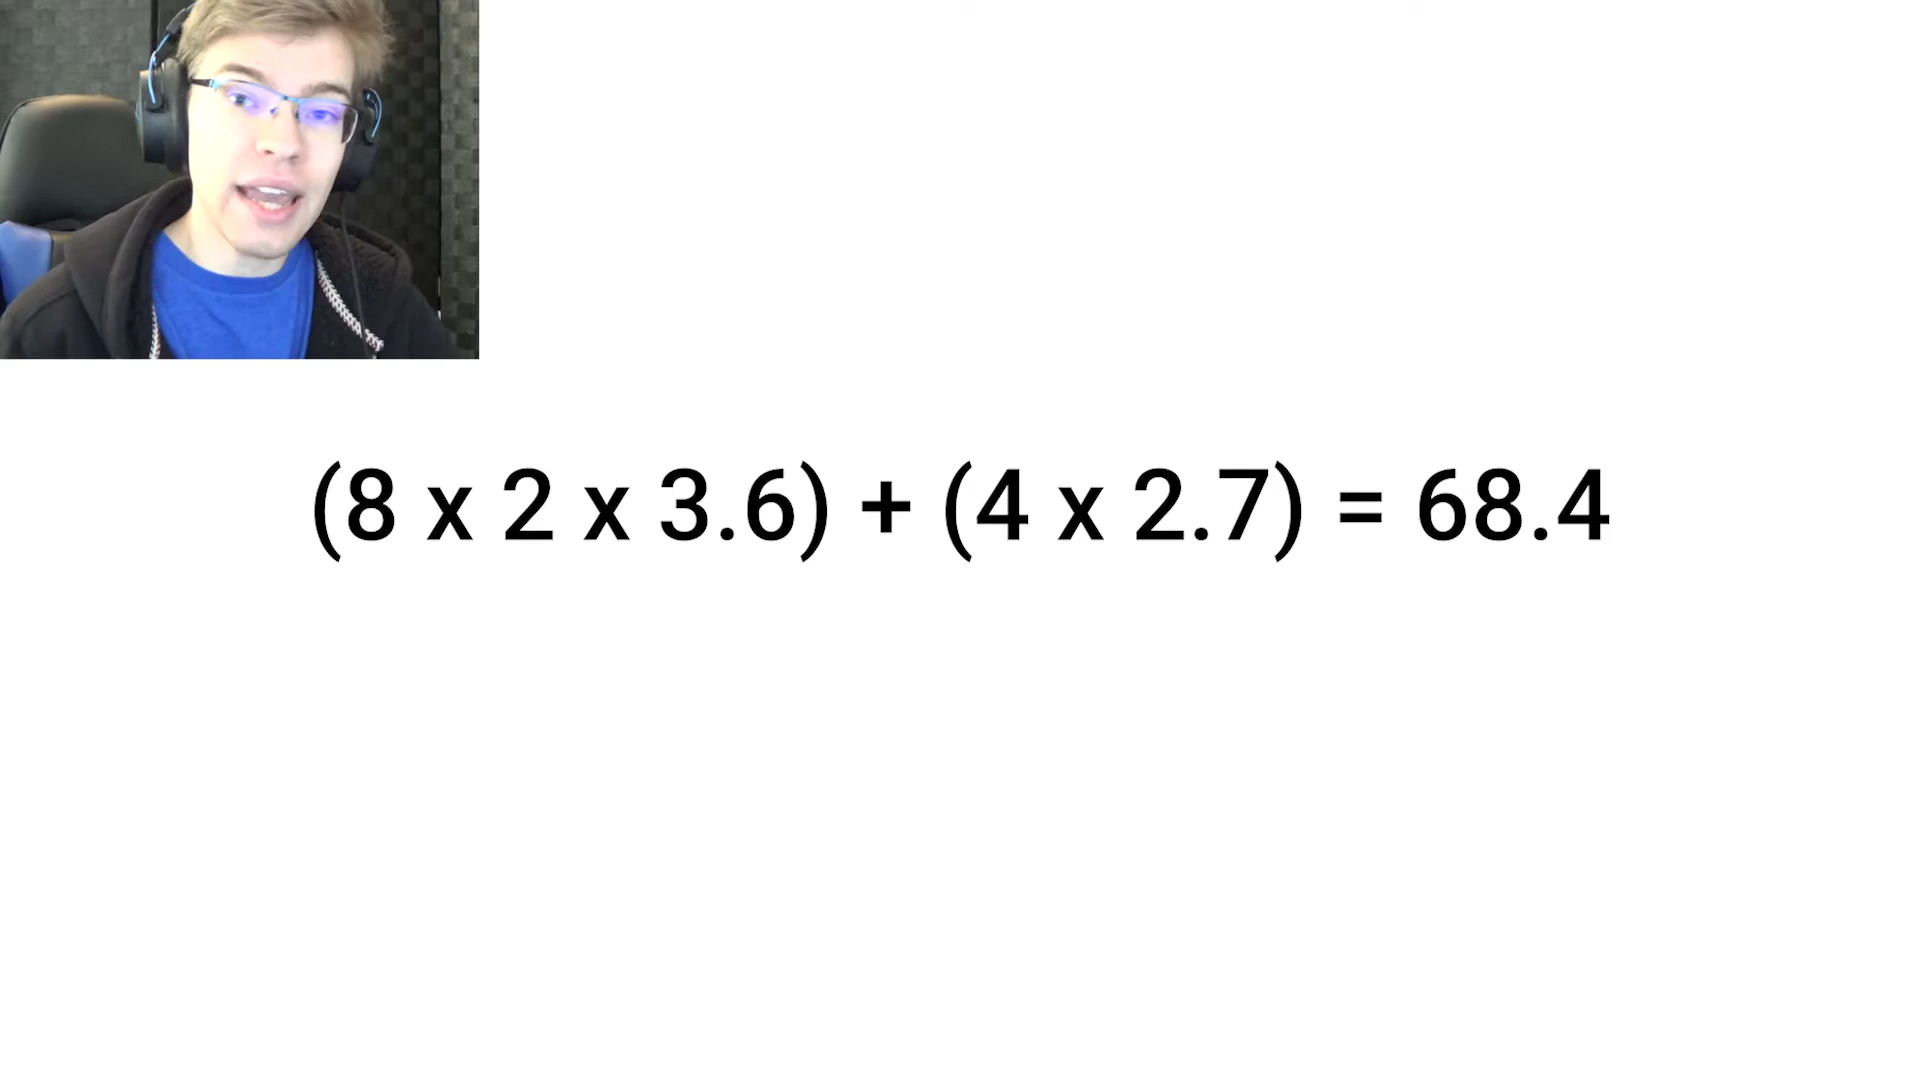 (8 x 2 x 3.6) + (4 x 2.7) = 68.4